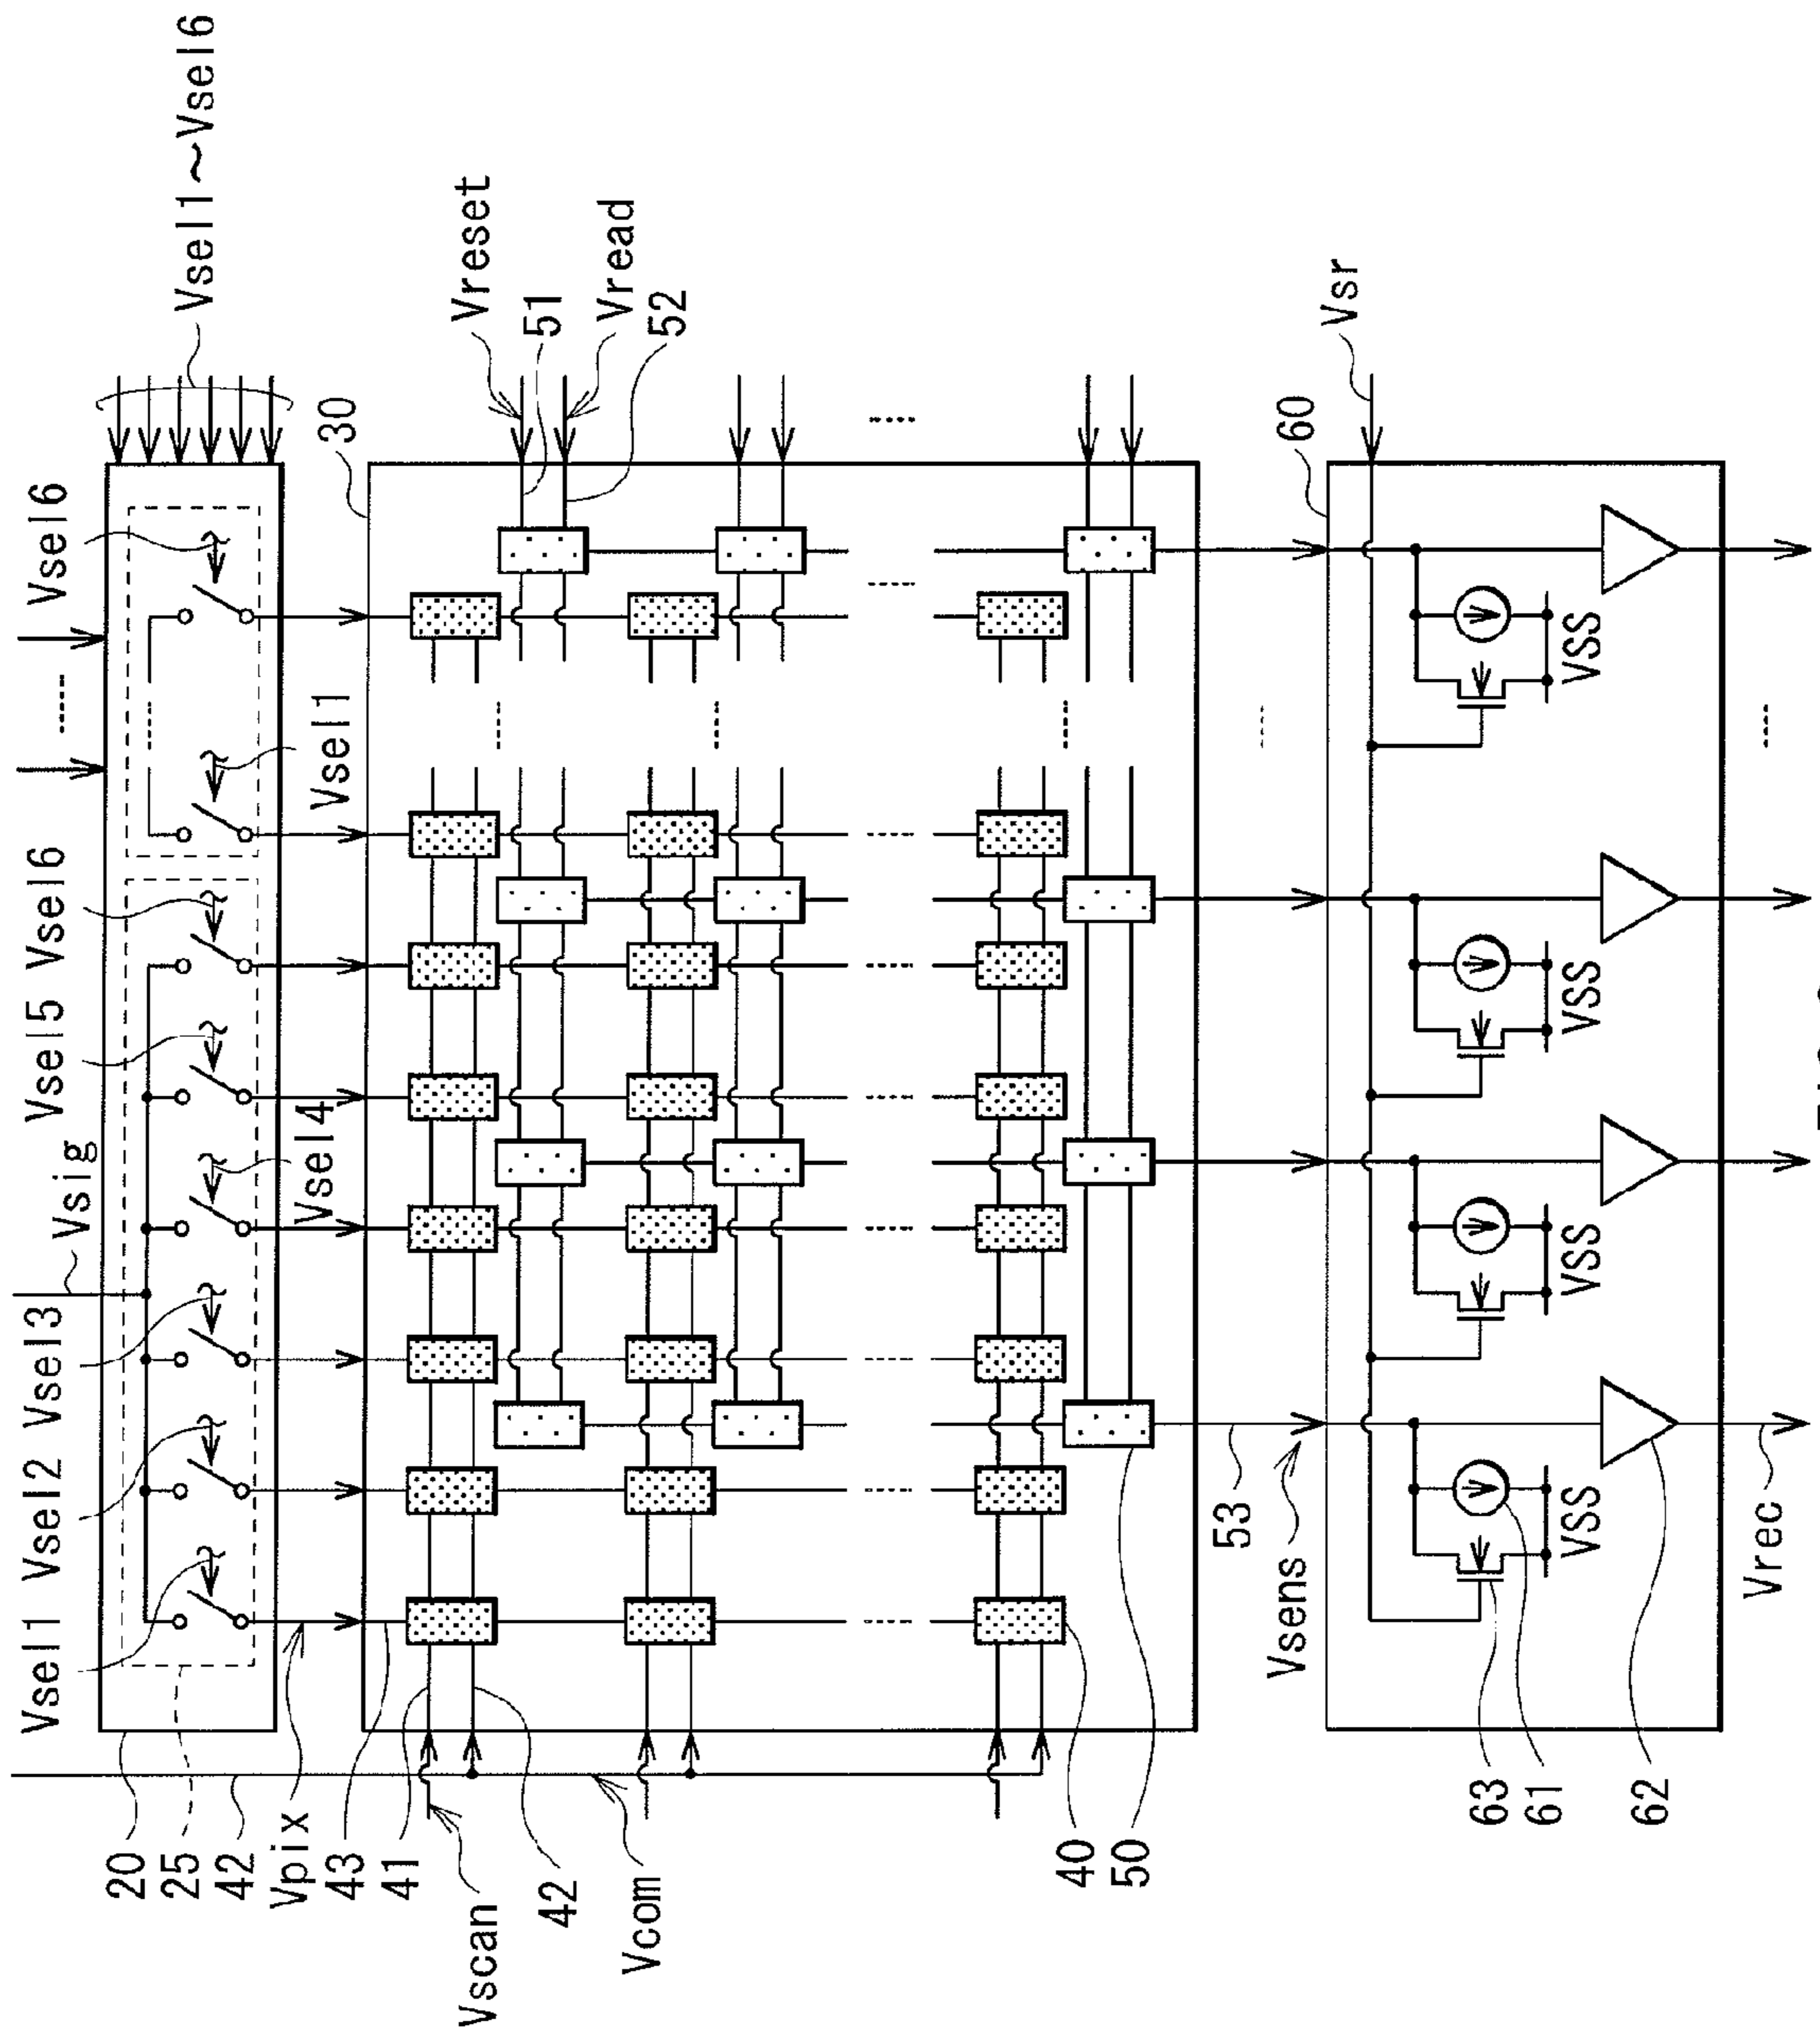 Vsel1~Vsel6
Vsel1 Vsel2 Vsel3
Vsig
Vsel5 Vsel6
Vsel6
Vsel4
Vsel1
20
25
42
Vpix
43
41
Vscan
42
Vcom
30
Vreset
51
Vread
52
40
50
53
Vsens
60
Vsr
VSS
VSS
VSS
VSS
63
61
62
Vrec